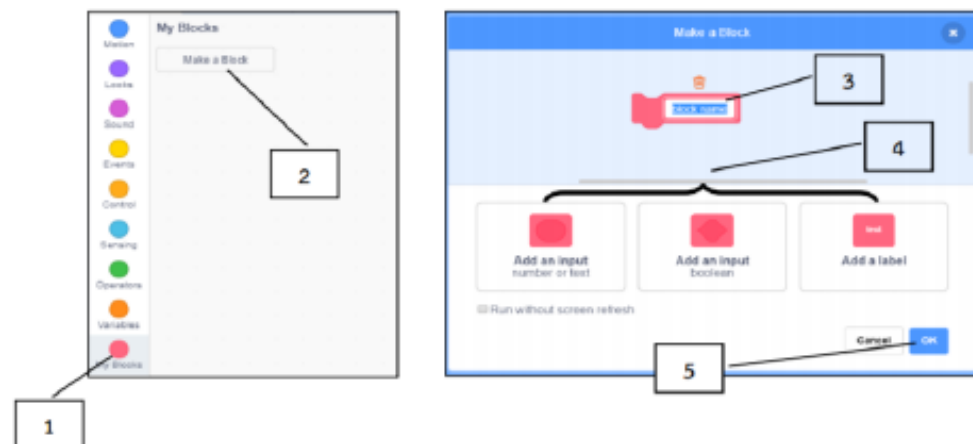 My Blocks
Make a Block
Motion
Looks
Sound
Events
Control
Sensing
Operators
Variables
My Blocks
1
2
Make a Block
block name
3
4
Add an input
number or text
Add an input
boolean
text
Add a label
Run without screen refresh
Cancel
OK
5